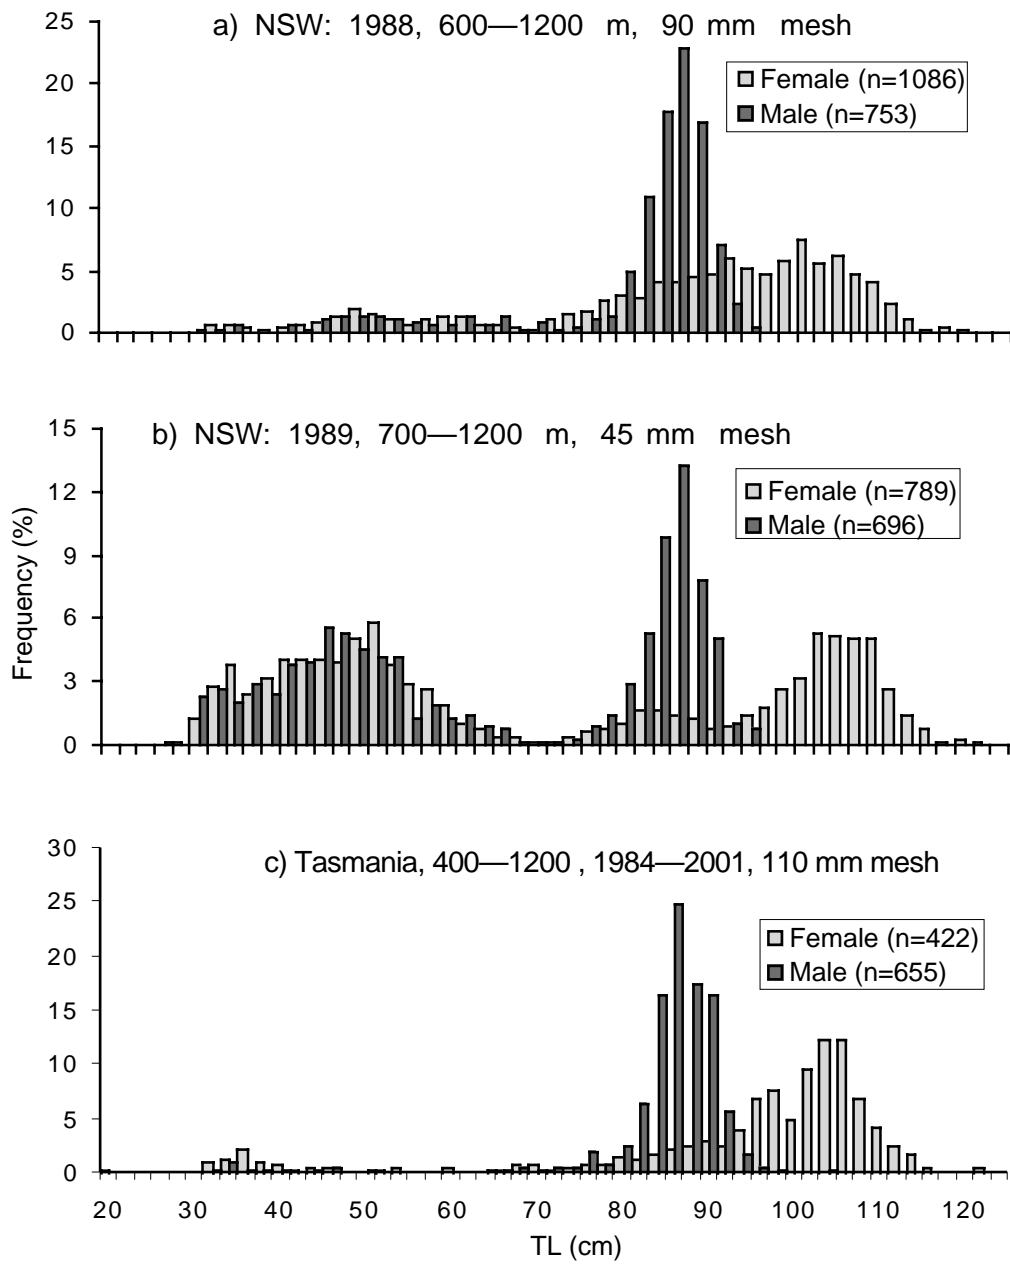 a) NSW: 1988, 600—1200 m, 90 mm mesh
25
20
15
10
5
0
Female (n=1086)
Male (n=753)
b) NSW: 1989, 700—1200 m, 45 mm mesh
15
12
9
6
3
0
Female (n=789)
Male (n=696)
Frequency (%)
c) Tasmania, 400—1200 , 1984—2001, 110 mm mesh
30
25
20
15
10
5
0
Female (n=422)
Male (n=655)
20 30 40 50 60 70 80 90 100 110 120
TL (cm)